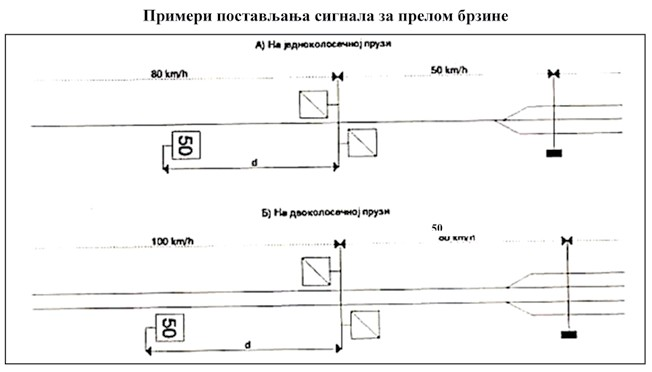 Примери постављања сигнала за прелом брзине
А) На једноколосечној прузи
80 km/h
50 km/h
50
d
Б) На двоколосечној прузи
100 km/h
50
50
d